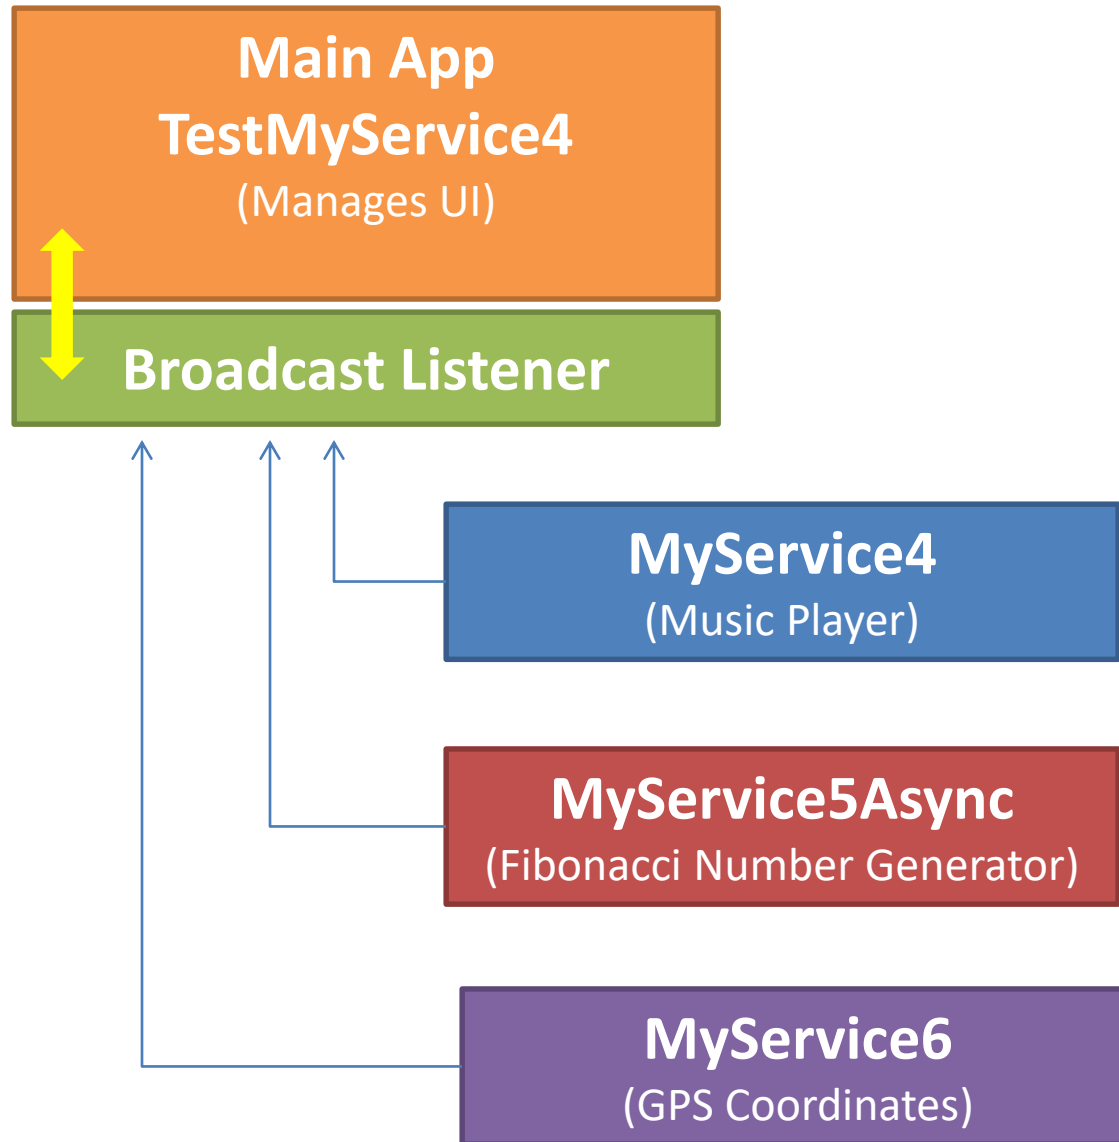 Main App
TestMyService4
(Manages UI)
Broadcast Listener
MyService4
(Music Player)
MyService5Async
(Fibonacci Number Generator)
MyService6
(GPS Coordinates)